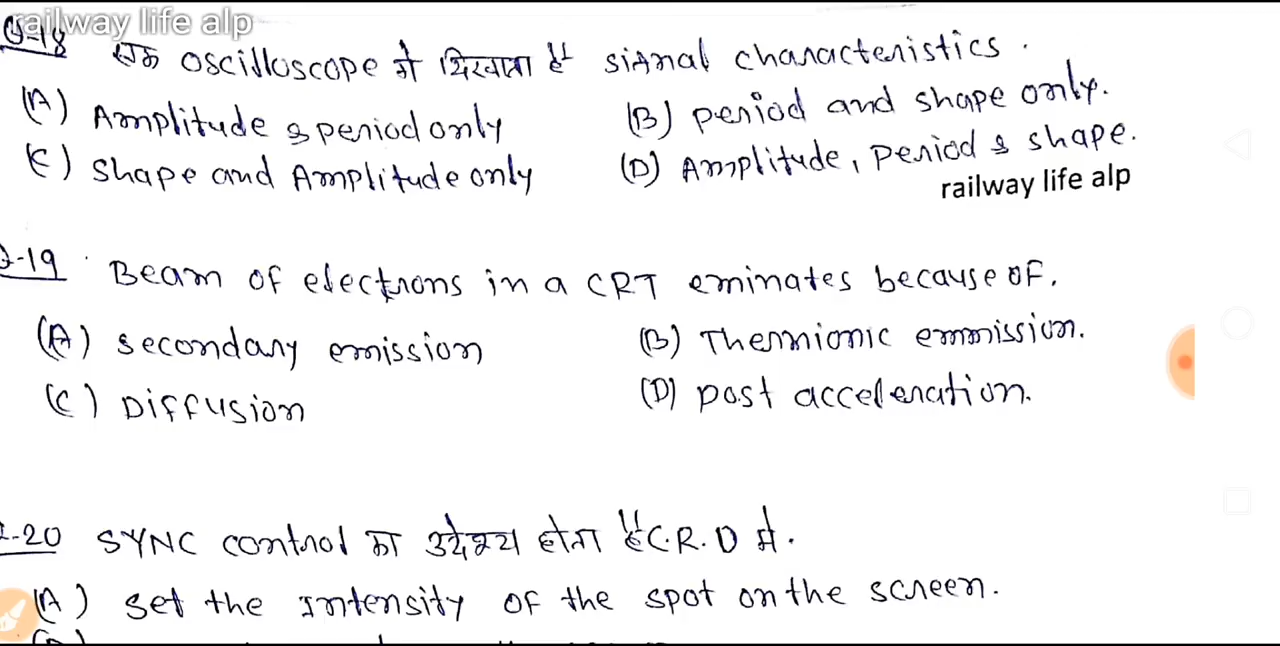 railway life alp
Q-18 एक oscilloscope में दिखाता है signal characteristics.
(A) Amplitude & period only (B) period and shape only.
(C) Shape and Amplitude only (D) Amplitude, period & shape.
railway life alp
Q-19 Beam of electrons in a CRT eminates because of.
(A) secondary emission (B) Thermionic emmission.
(C) Diffusion (D) post acceleration.
Q-20 SYNC control का उद्देश्य होता है C.R.O में.
(A) set the Intensity of the spot on the screen.